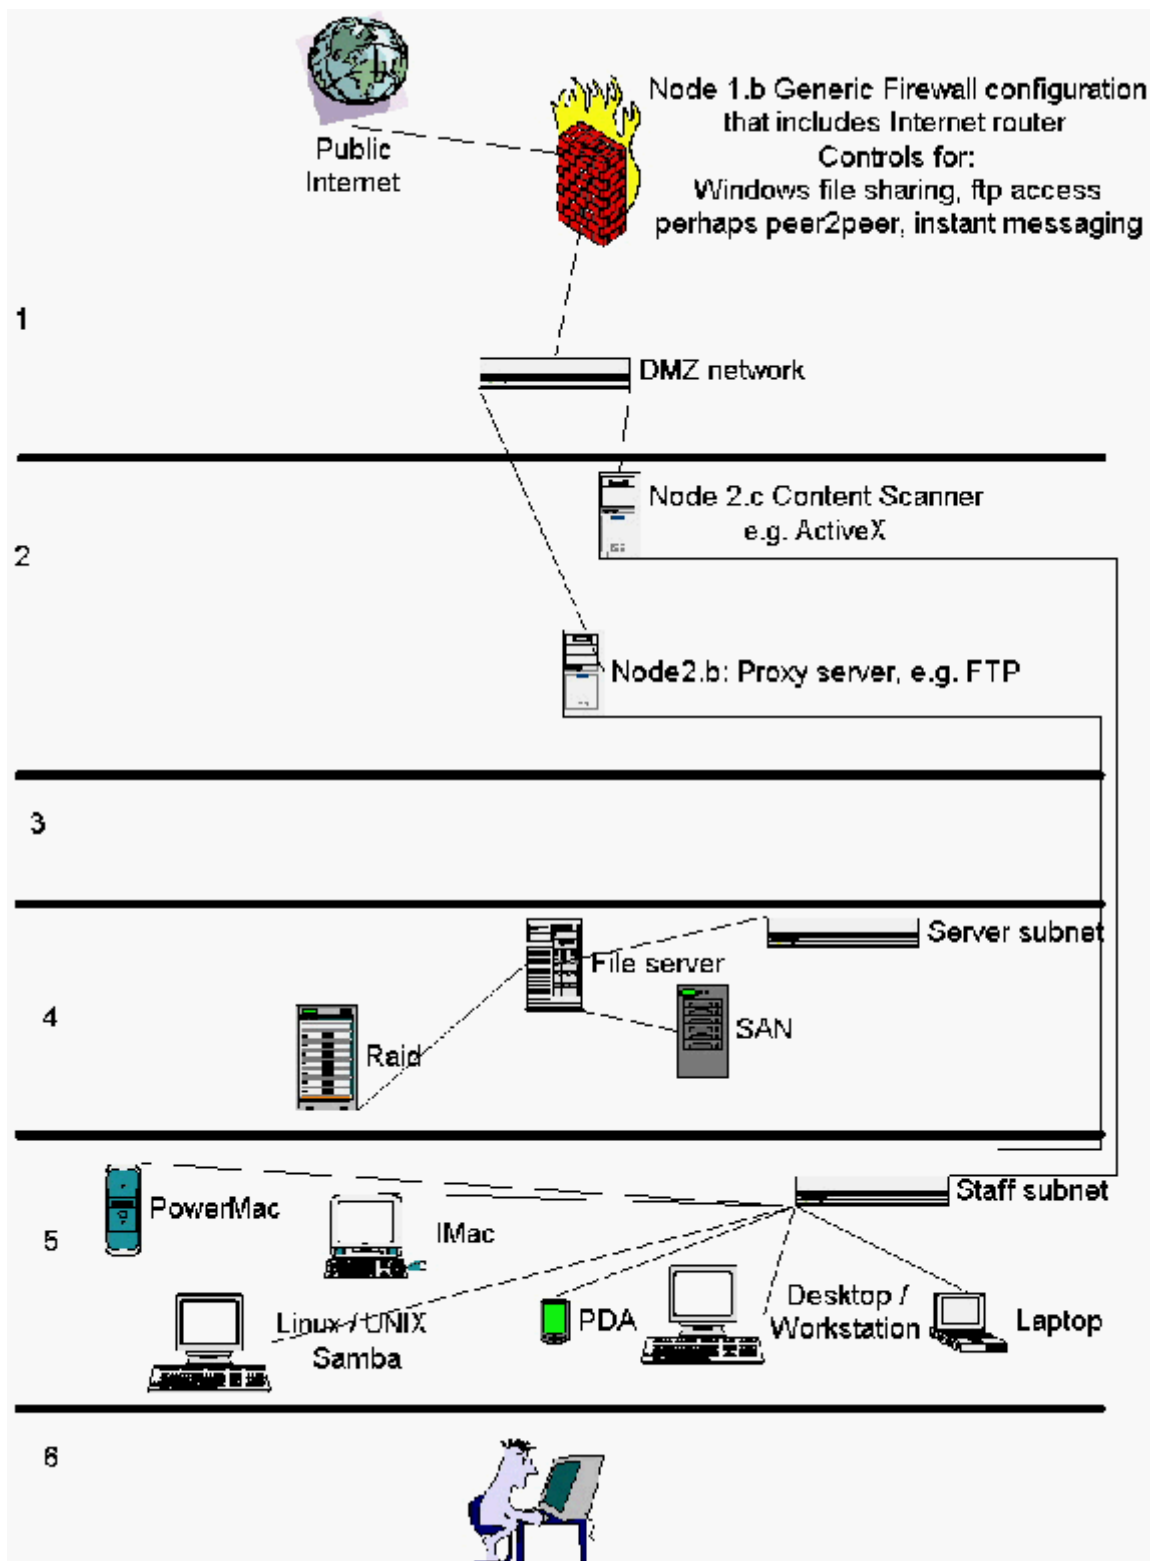 Public
Internet
Node 1.b Generic Firewall configuration
that includes Internet router
Controls for:
Windows file sharing, ftp access
perhaps peer2peer, instant messaging
1
DMZ network
Node 2.c Content Scanner
e.g. ActiveX
2
Node2.b: Proxy server, e.g. FTP
3
Server subnet
File server
4
SAN
Raid
Staff subnet
PowerMac
IMac
5
Desktop /
Workstation
Linux / UNIX
Samba
PDA
Laptop
6